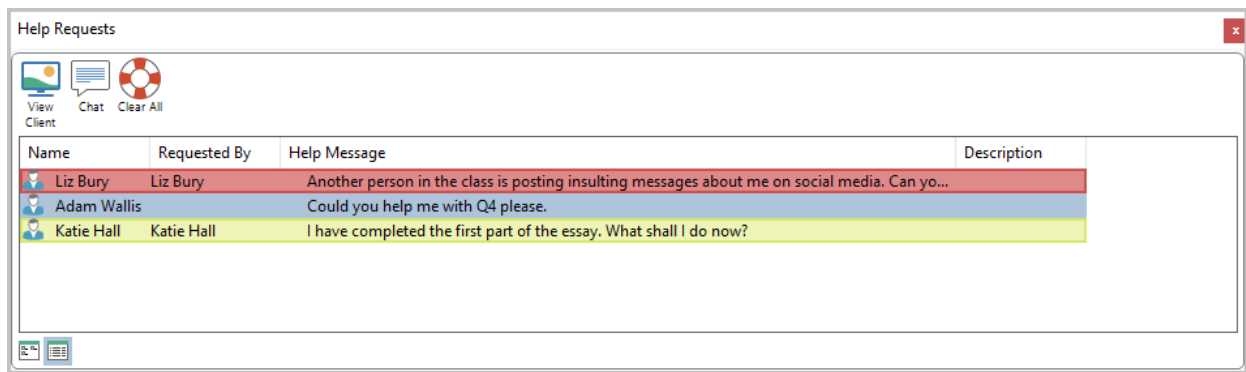 Help Requests
x
View Client
Chat
Clear All
Name Requested By Help Message Description
Liz Bury Liz Bury Another person in the class is posting insulting messages about me on social media. Can yo...
Adam Wallis Could you help me with Q4 please.
Katie Hall Katie Hall I have completed the first part of the essay. What shall I do now?